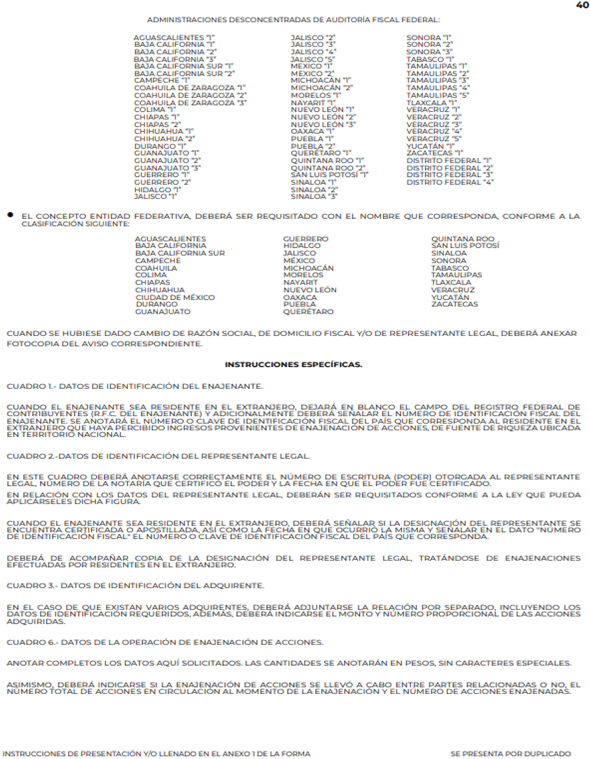 40
ADMINISTRACIONES DESCONCENTRADAS DE AUDITORÍA FISCAL FEDERAL:
AGUASCALIENTES "1"
BAJA CALIFORNIA "1"
BAJA CALIFORNIA "2"
BAJA CALIFORNIA "3"
BAJA CALIFORNIA SUR "1"
BAJA CALIFORNIA SUR "2"
CAMPECHE "1"
COAHUILA DE ZARAGOZA "1"
COAHUILA DE ZARAGOZA "2"
COAHUILA DE ZARAGOZA "3"
COLIMA "1"
CHIAPAS "1"
CHIAPAS "2"
CHIHUAHUA "1"
CHIHUAHUA "2"
DURANGO "1"
GUANAJUATO "1"
GUANAJUATO "2"
GUANAJUATO "3"
GUERRERO "1"
GUERRERO "2"
HIDALGO "1"
JALISCO "1"
JALISCO "2"
JALISCO "3"
JALISCO "4"
JALISCO "5"
MÉXICO "1"
MÉXICO "2"
MICHOACÁN "1"
MICHOACÁN "2"
MORELOS "1"
NAYARIT "1"
NUEVO LEÓN "1"
NUEVO LEÓN "2"
NUEVO LEÓN "3"
OAXACA "1"
PUEBLA "1"
PUEBLA "2"
QUERÉTARO "1"
QUINTANA ROO "1"
QUINTANA ROO "2"
SAN LUIS POTOSÍ "1"
SINALOA "1"
SINALOA "2"
SINALOA "3"
SONORA "1"
SONORA "2"
SONORA "3"
TABASCO "1"
TAMAULIPAS "1"
TAMAULIPAS "2"
TAMAULIPAS "3"
TAMAULIPAS "4"
TAMAULIPAS "5"
TLAXCALA "1"
VERACRUZ "1"
VERACRUZ "2"
VERACRUZ "3"
VERACRUZ "4"
VERACRUZ "5"
YUCATÁN "1"
ZACATECAS "1"
DISTRITO FEDERAL "1"
DISTRITO FEDERAL "2"
DISTRITO FEDERAL "3"
DISTRITO FEDERAL "4"
● EL CONCEPTO ENTIDAD FEDERATIVA, DEBERÁ SER REQUISITADO CON EL NOMBRE QUE CORRESPONDA, CONFORME A LA
CLASIFICACIÓN SIGUIENTE:
AGUASCALIENTES
BAJA CALIFORNIA
BAJA CALIFORNIA SUR
CAMPECHE
COAHUILA
COLIMA
CHIAPAS
CHIHUAHUA
CIUDAD DE MÉXICO
DURANGO
GUANAJUATO
GUERRERO
HIDALGO
JALISCO
MÉXICO
MICHOACÁN
MORELOS
NAYARIT
NUEVO LEÓN
OAXACA
PUEBLA
QUERÉTARO
QUINTANA ROO
SAN LUIS POTOSÍ
SINALOA
SONORA
TABASCO
TAMAULIPAS
TLAXCALA
VERACRUZ
YUCATÁN
ZACATECAS
CUANDO SE HUBIESE DADO CAMBIO DE RAZÓN SOCIAL, DE DOMICILIO FISCAL Y/O DE REPRESENTANTE LEGAL, DEBERÁ ANEXAR
FOTOCOPIA DEL AVISO CORRESPONDIENTE.
INSTRUCCIONES ESPECÍFICAS.
CUADRO 1.- DATOS DE IDENTIFICACIÓN DEL ENAJENANTE.
CUANDO EL ENAJENANTE SEA RESIDENTE EN EL EXTRANJERO, DEJARÁ EN BLANCO EL CAMPO DEL REGISTRO FEDERAL DE
CONTRIBUYENTES (R.F.C. DEL ENAJENANTE) Y ADICIONALMENTE DEBERÁ SEÑALAR EL NÚMERO DE IDENTIFICACIÓN FISCAL DEL
ENAJENANTE. SE ANOTARÁ EL NÚMERO O CLAVE DE IDENTIFICACIÓN FISCAL DEL PAÍS QUE CORRESPONDA AL RESIDENTE EN EL
EXTRANJERO QUE HAYA PERCIBIDO INGRESOS PROVENIENTES DE ENAJENACIÓN DE ACCIONES, DE FUENTE DE RIQUEZA UBICADA
EN TERRITORIO NACIONAL.
CUADRO 2.-DATOS DE IDENTIFICACIÓN DEL REPRESENTANTE LEGAL.
EN ESTE CUADRO DEBERÁ ANOTARSE CORRECTAMENTE EL NÚMERO DE ESCRITURA (PODER) OTORGADA AL REPRESENTANTE
LEGAL, NÚMERO DE LA NOTARÍA QUE CERTIFICÓ EL PODER Y LA FECHA EN QUE EL PODER FUE CERTIFICADO.
EN RELACIÓN CON LOS DATOS DEL REPRESENTANTE LEGAL, DEBERÁN SER REQUISITADOS CONFORME A LA LEY QUE PUEDA
APLICÁRSELES DICHA FIGURA.
CUANDO EL ENAJENANTE SEA RESIDENTE EN EL EXTRANJERO, DEBERÁ SEÑALAR SI LA DESIGNACIÓN DEL REPRESENTANTE SE
ENCUENTRA CERTIFICADA O APOSTILLADA, ASÍ COMO LA FECHA EN QUE OCURRIÓ LA MISMA Y SEÑALAR EN EL DATO "NÚMERO
DE IDENTIFICACIÓN FISCAL" EL NÚMERO O CLAVE DE IDENTIFICACIÓN FISCAL DEL PAÍS QUE CORRESPONDA.
DEBERÁ DE ACOMPAÑAR COPIA DE LA DESIGNACIÓN DEL REPRESENTANTE LEGAL, TRATÁNDOSE DE ENAJENACIONES
EFECTUADAS POR RESIDENTES EN EL EXTRANJERO.
CUADRO 3.- DATOS DE IDENTIFICACIÓN DEL ADQUIRENTE.
EN EL CASO DE QUE EXISTAN VARIOS ADQUIRENTES, DEBERÁ ADJUNTARSE LA RELACIÓN POR SEPARADO, INCLUYENDO LOS
DATOS DE IDENTIFICACIÓN REQUERIDOS, ADEMÁS, DEBERÁ INDICARSE EL MONTO Y NÚMERO PROPORCIONAL DE LAS ACCIONES
ADQUIRIDAS.
CUADRO 6.- DATOS DE LA OPERACIÓN DE ENAJENACIÓN DE ACCIONES.
ANOTAR COMPLETOS LOS DATOS AQUÍ SOLICITADOS. LAS CANTIDADES SE ANOTARÁN EN PESOS, SIN CARACTERES ESPECIALES.
ASIMISMO, DEBERÁ INDICARSE SI LA ENAJENACIÓN DE ACCIONES SE LLEVÓ A CABO ENTRE PARTES RELACIONADAS O NO, EL
NÚMERO TOTAL DE ACCIONES EN CIRCULACIÓN AL MOMENTO DE LA ENAJENACIÓN Y EL NÚMERO DE ACCIONES ENAJENADAS.
INSTRUCCIONES DE PRESENTACIÓN Y/O LLENADO EN EL ANEXO 1 DE LA FORMA
SE PRESENTA POR DUPLICADO